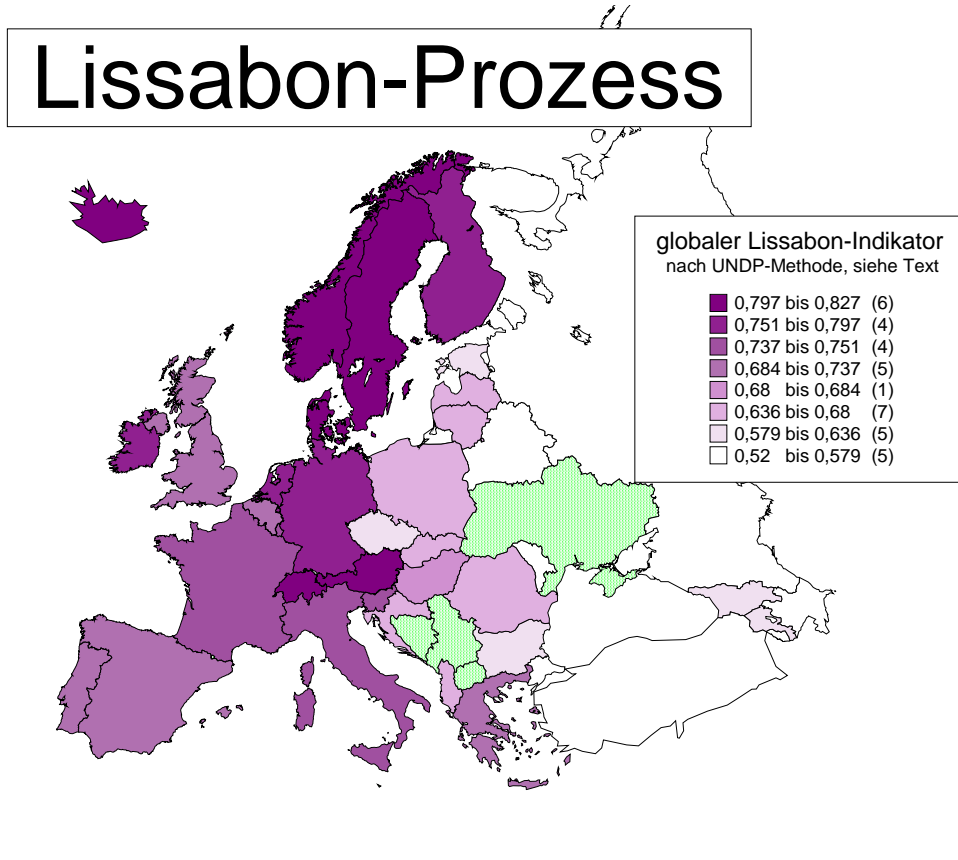 Lissabon-Prozess
globaler Lissabon-Indikator
nach UNDP-Methode, siehe Text
0,797 bis 0,827 (6)
0,751 bis 0,797 (4)
0,737 bis 0,751 (4)
0,684 bis 0,737 (5)
0,68 bis 0,684 (1)
0,636 bis 0,68 (7)
0,579 bis 0,636 (5)
0,52 bis 0,579 (5)